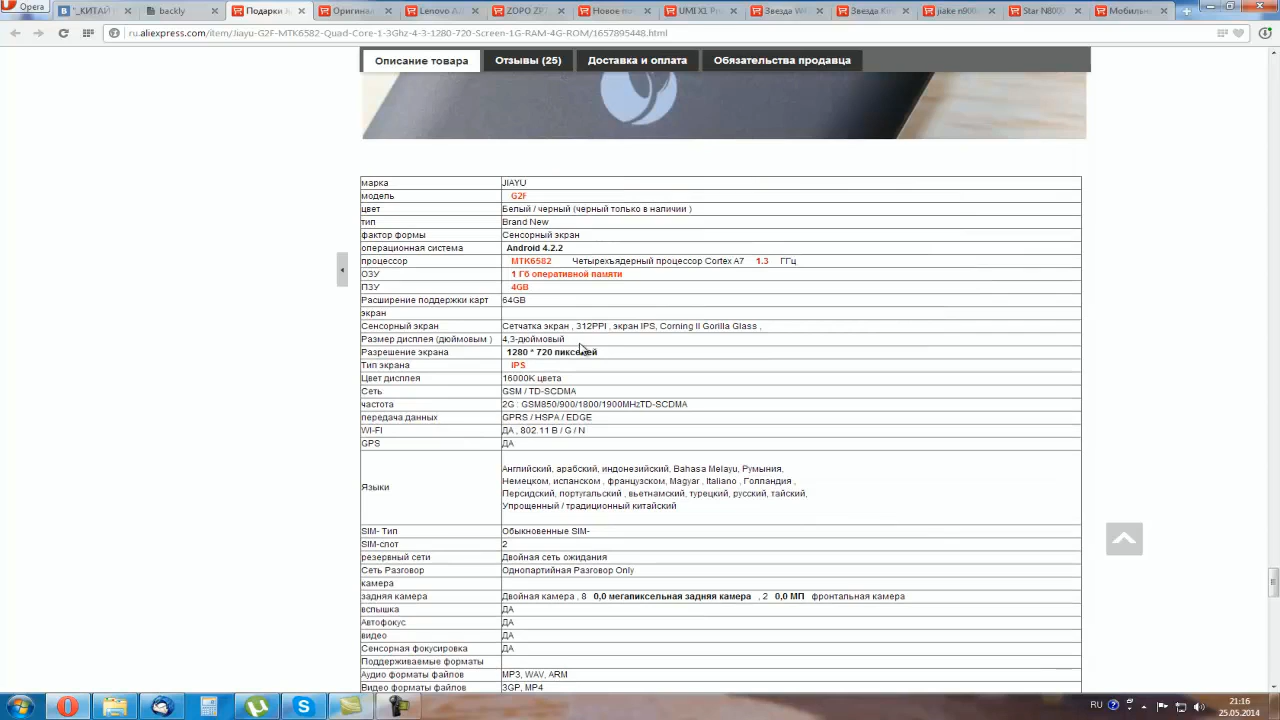 Opera
"_КИТАЙ
backly
Подарки
Оригинал
Lenovo A
ZOPO ZP
Новое по
UMI X1 Pr
Звезда W
Звезда Ki
jiake n900
Star N8000
Мобильн
ru.aliexpress.com/item/Jiayu-G2F-MTK6582-Quad-Core-1-3Ghz-4-3-1280-720-Screen-1G-RAM-4G-ROM/1657895448.html
Описание товара
Отзывы (25)
Доставка и оплата
Обязательства продавца
марка JIAYU
модель G2F
цвет Белый / черный (черный только в наличии )
тип Brand New
фактор формы Сенсорный экран
операционная система Android 4.2.2
процессор MTK6582 Четырехъядерный процессор Cortex A7 1.3 ГГц
ОЗУ 1 Гб оперативной памяти
ПЗУ 4GB
Расширение поддержки карт 64GB
экран
Сенсорный экран Сетчатка экран , 312PPI , экран IPS, Corning II Gorilla Glass ,
Размер дисплея (дюймовым ) 4,3-дюймовый
Разрешение экрана 1280 * 720 пикселей
Тип экрана IPS
Цвет дисплея 16000K цвета
Сеть GSM / TD-SCDMA
частота 2G : GSM850/900/1800/1900MHzTD-SCDMA
передача данных GPRS / HSPA / EDGE
WI-FI ДА , 802.11 B / G / N
GPS ДА
Языки
Английский, арабский, индонезийский, Bahasa Melayu, Румыния,
Немецком, испанском , французском, Magyar , Italiano , Голландия ,
Персидский, португальский , вьетнамский, турецкий, русский, тайский,
Упрощенный / традиционный китайский
SIM- Тип Обыкновенные SIM-
SIM-слот 2
резервный сети Двойная сеть ожидания
Сеть Разговор Однопартийная Разговор Only
камера
задняя камера Двойная камера , 8 0,0 мегапиксельная задняя камера , 2 0,0 МП фронтальная камера
вспышка ДА
Автофокус ДА
видео ДА
Сенсорная фокусировка ДА
Поддерживаемые форматы
Аудио форматы файлов MP3, WAV, ARM
Видео форматы файлов 3GP, MP4
RU
21:16
25.05.2014